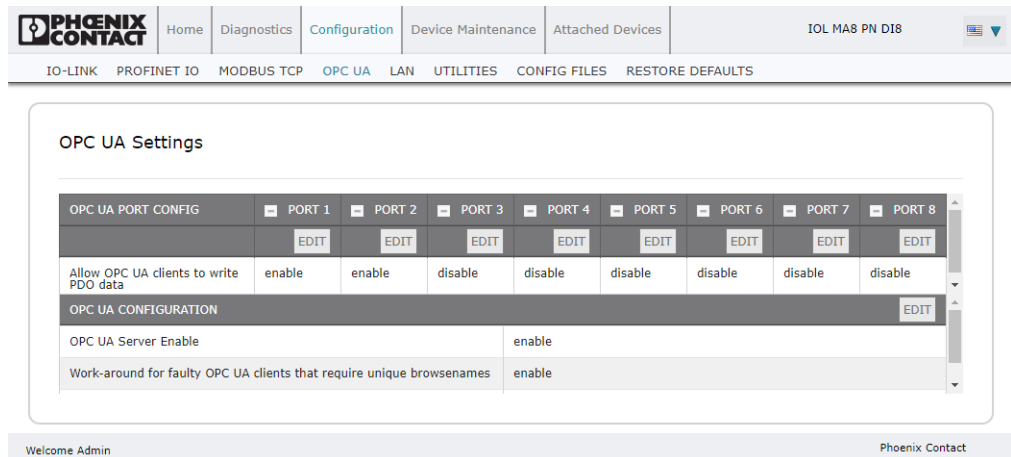 PHŒNIX CONTACT
Home Diagnostics Configuration Device Maintenance Attached Devices IOL MA8 PN DI8
IO-LINK PROFINET IO MODBUS TCP OPC UA LAN UTILITIES CONFIG FILES RESTORE DEFAULTS
OPC UA Settings
OPC UA PORT CONFIG PORT 1 PORT 2 PORT 3 PORT 4 PORT 5 PORT 6 PORT 7 PORT 8
EDIT EDIT EDIT EDIT EDIT EDIT EDIT EDIT
Allow OPC UA clients to write enable enable disable disable disable disable disable disable
PDO data
OPC UA CONFIGURATION EDIT
OPC UA Server Enable enable
Work-around for faulty OPC UA clients that require unique browsenames enable
Welcome Admin Phoenix Contact